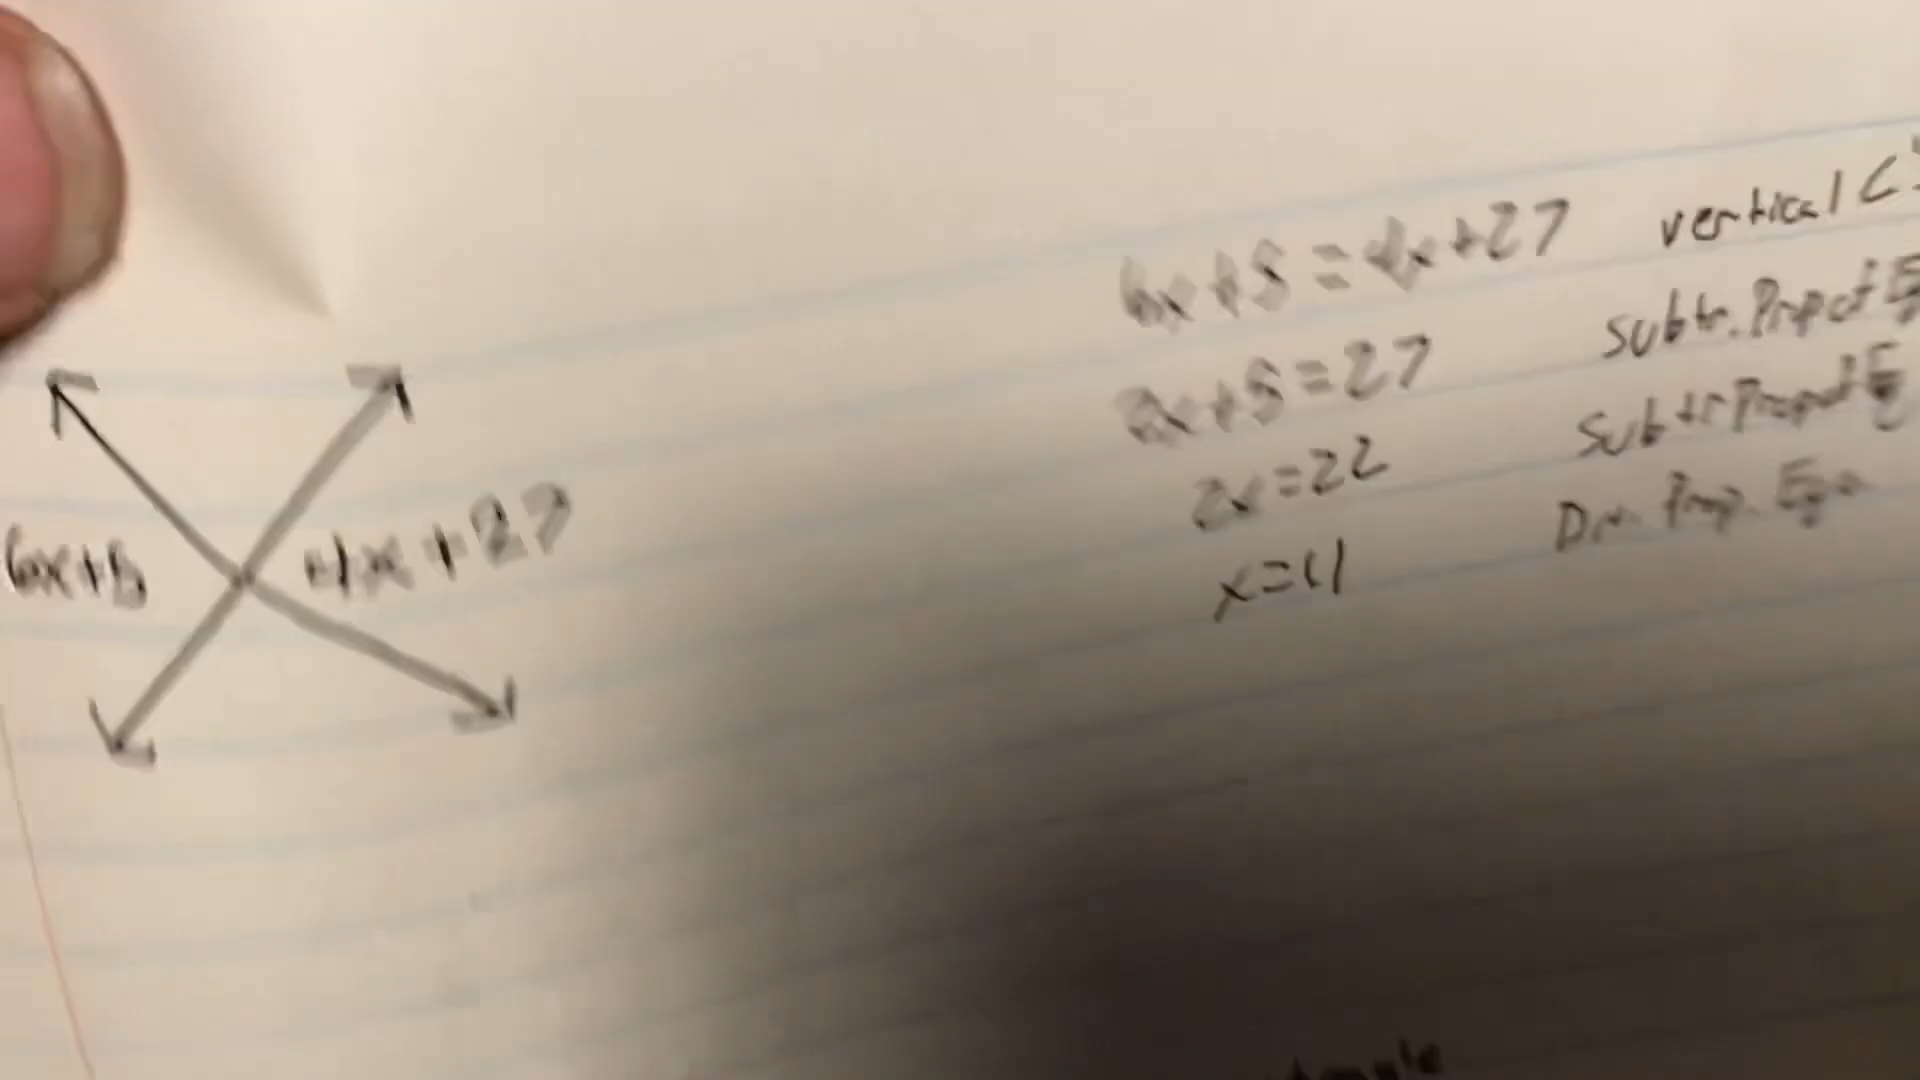 6x+5 = 4x+27 vertical
2x+5=27 Subtr. Prop of
2x=22 Subtr Prop of
x=11 Prop.
6x+5
4x+27